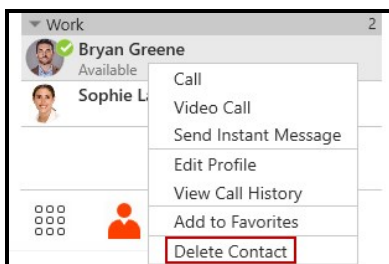 Work 2
Bryan Greene
Available
Sophie
Call
Video Call
Send Instant Message
Edit Profile
View Call History
Add to Favorites
Delete Contact